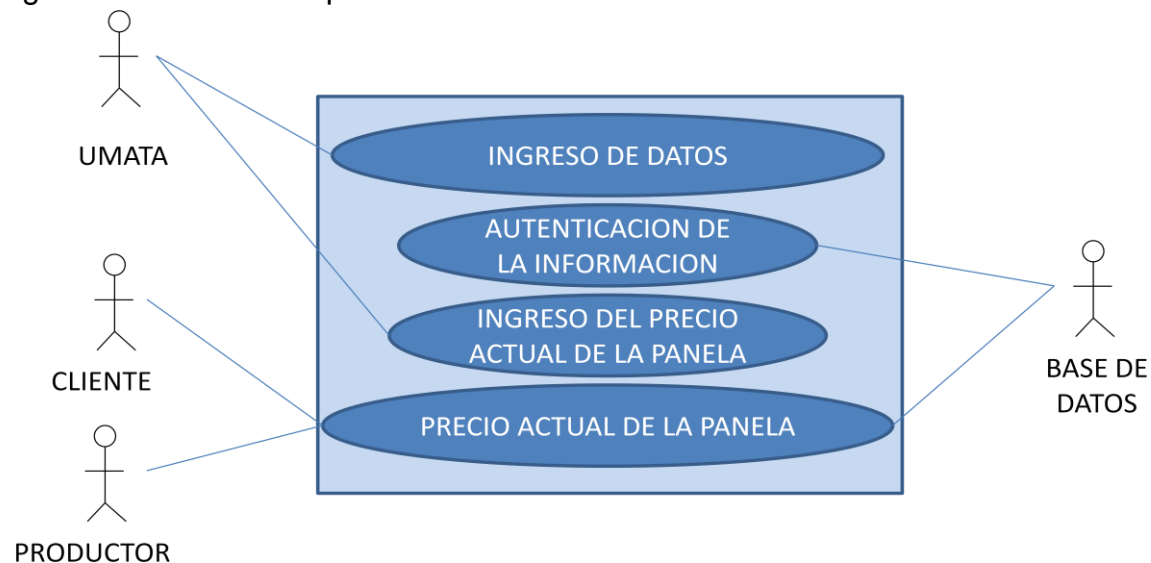 UMATA
INGRESO DE DATOS
AUTENTICACION DE
LA INFORMACION
CLIENTE
INGRESO DEL PRECIO
ACTUAL DE LA PANELA
BASE DE
DATOS
PRECIO ACTUAL DE LA PANELA
PRODUCTOR